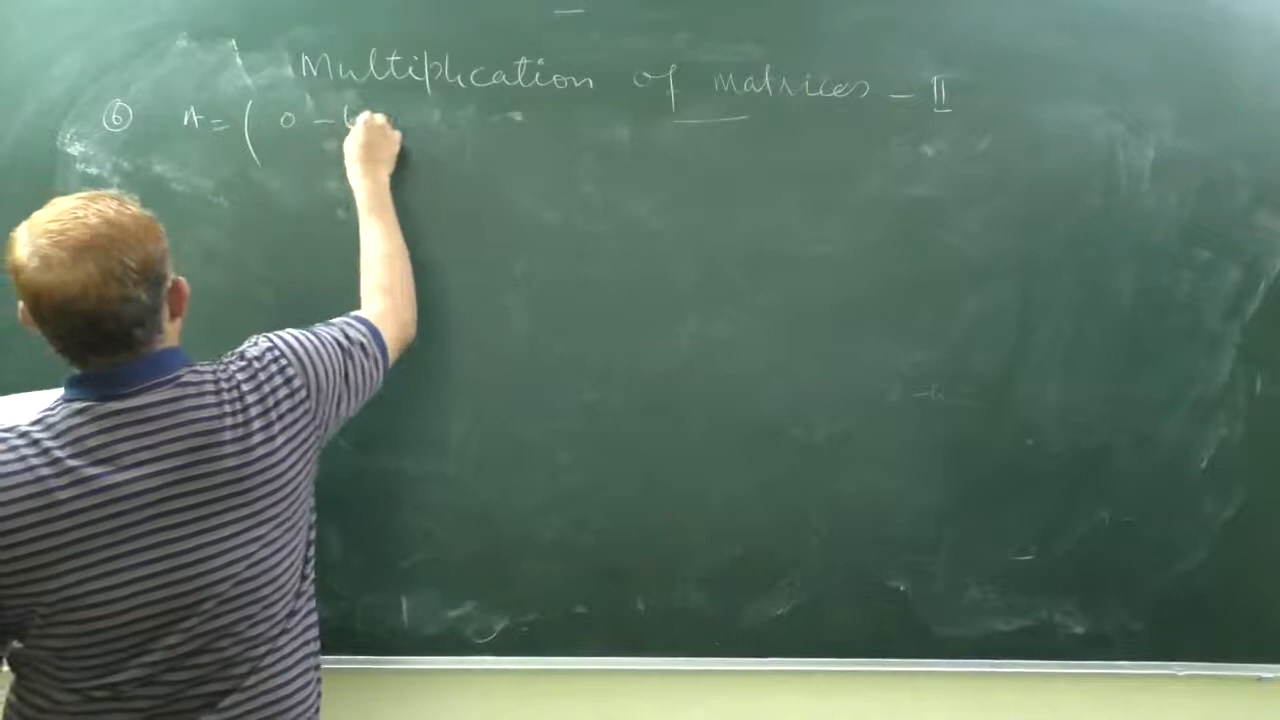 Multiplication of matrices - II
⑥ A = ( 0 -